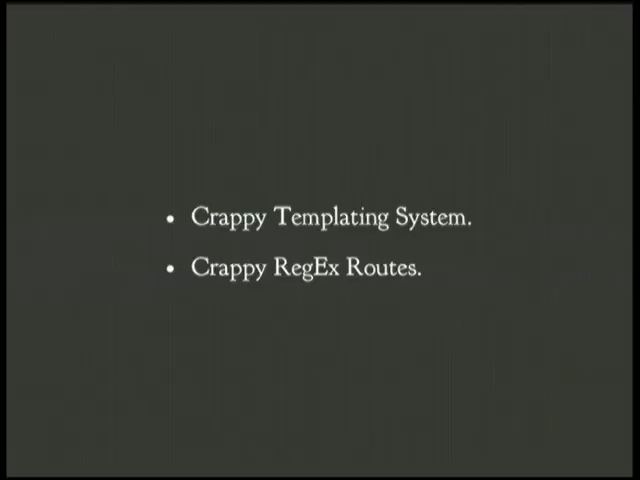 • Crappy Templating System.
• Crappy RegEx Routes.